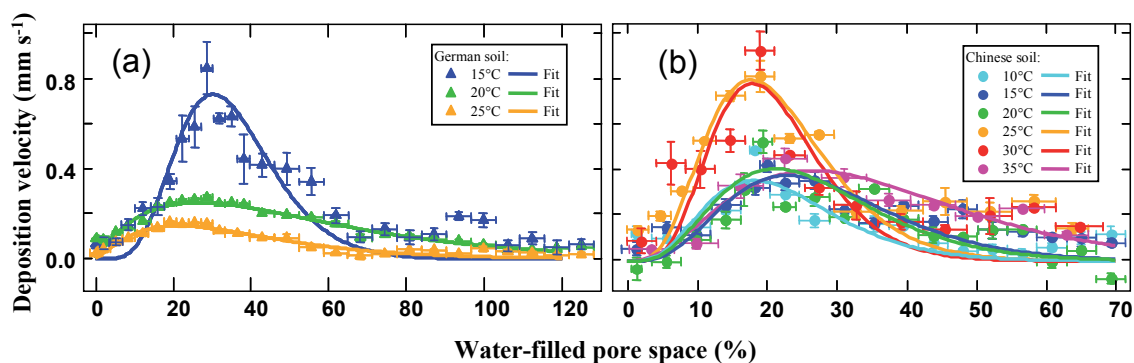 Deposition velocity (mm s⁻¹)
0.8
0.4
0.0
(a)
German soil:
15°C Fit
20°C Fit
25°C Fit
0 20 40 60 80 100 120
(b)
Chinese soil:
10°C Fit
15°C Fit
20°C Fit
25°C Fit
30°C Fit
35°C Fit
0 10 20 30 40 50 60 70
Water-filled pore space (%)